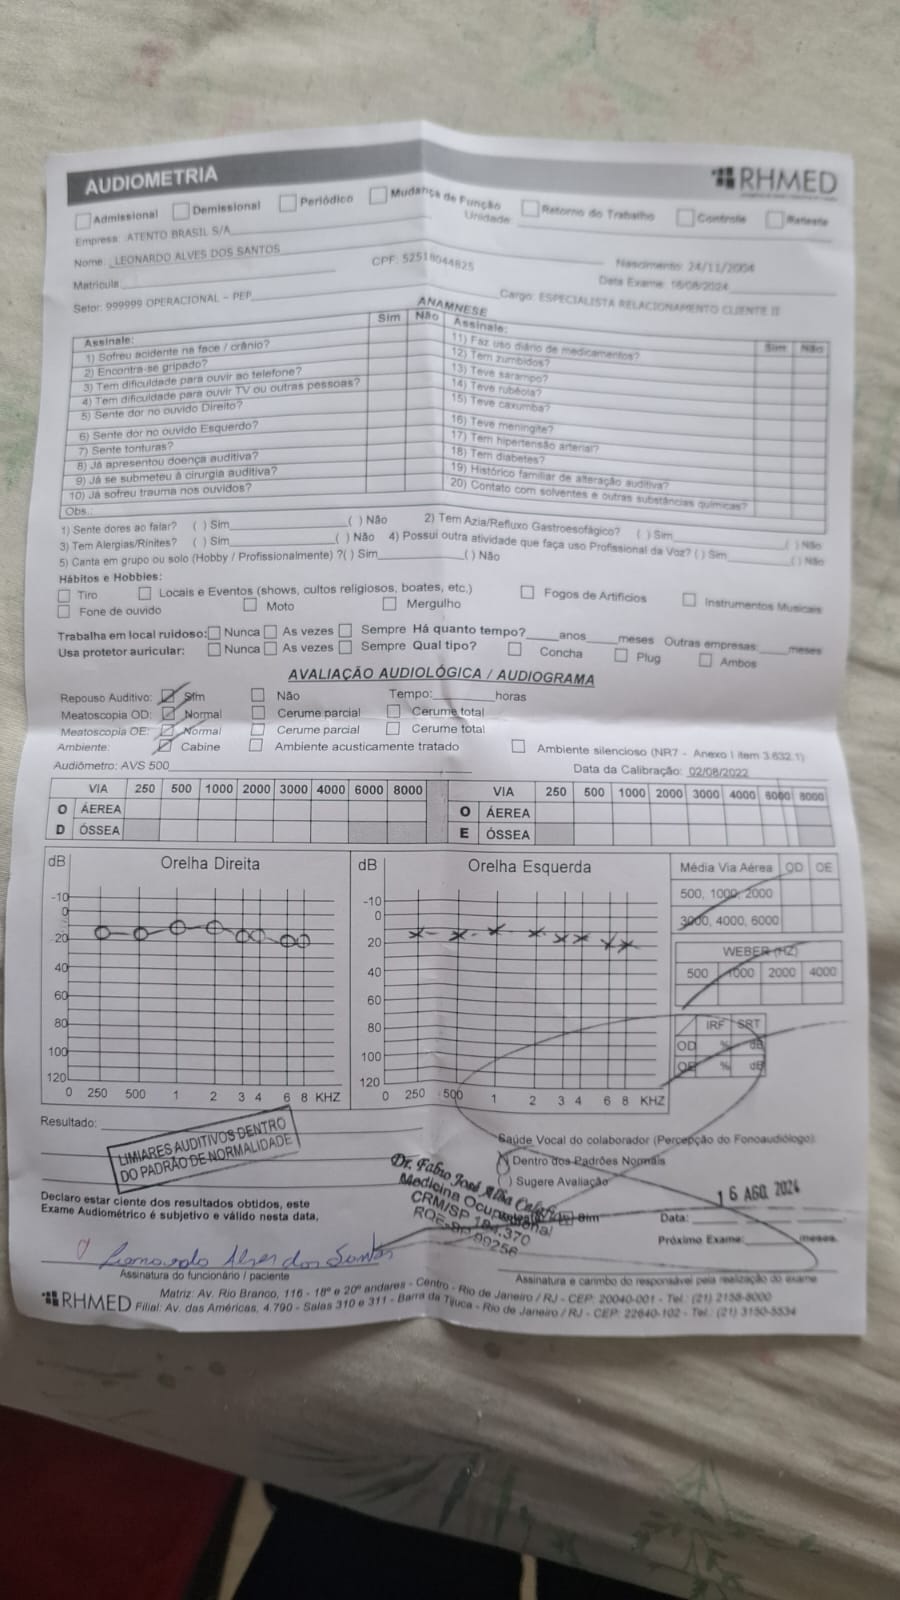 AUDIOMETRIA
RHMED
Admissional Demissional Periódico Mudança de Função Retorno do Trabalho Controle Reteste
Empresa: ATENTO BRASIL S/A Unidade:
Nome: LEONARDO ALVES DOS SANTOS CPF: 52518044825 Nascimento: 24/11/2004
Matrícula Data Exame: 16/08/2024
Setor: 999999 OPERACIONAL - PEP Cargo: ESPECIALISTA RELACIONAMENTO CLIENTE II
ANAMNESE
Assinale: Sim Não Assinale: Sim Não
1) Sofreu acidente na face / crânio? 11) Faz uso diário de medicamentos?
2) Encontra-se gripado? 12) Tem zumbidos?
3) Tem dificuldade para ouvir ao telefone? 13) Teve sarampo?
4) Tem dificuldade para ouvir TV ou outras pessoas? 14) Teve rubéola?
5) Sente dor no ouvido Direito? 15) Teve caxumba?
6) Sente dor no ouvido Esquerdo? 16) Teve meningite?
7) Sente tonturas? 17) Tem hipertensão arterial?
8) Já apresentou doença auditiva? 18) Tem diabetes?
9) Já se submeteu à cirurgia auditiva? 19) Histórico familiar de alteração auditiva?
10) Já sofreu trauma nos ouvidos? 20) Contato com solventes e outras substâncias químicas?
Obs.:
1) Sente dores ao falar? ( ) Sim ( ) Não 2) Tem Azia/Refluxo Gastroesofágico? ( ) Sim ( ) Não
3) Tem Alergias/Rinites? ( ) Sim ( ) Não 4) Possui outra atividade que faça uso Profissional da Voz? ( ) Sim ( ) Não
5) Canta em grupo ou solo (Hobby / Profissionalmente) ?( ) Sim ( ) Não
Hábitos e Hobbies:
Tiro Locais e Eventos (shows, cultos religiosos, boates, etc.) Fogos de Artifícios Instrumentos Musicais
Fone de ouvido Moto Mergulho
Trabalha em local ruidoso: Nunca As vezes Sempre Há quanto tempo? anos meses Outras empresas: meses
Usa protetor auricular: Nunca As vezes Sempre Qual tipo? Concha Plug Ambos
AVALIAÇÃO AUDIOLÓGICA / AUDIOGRAMA
Repouso Auditivo: Sim Não Tempo: horas
Meatoscopia OD: Normal Cerume parcial Cerume total
Meatoscopia OE: Normal Cerume parcial Cerume total
Ambiente: Cabine Ambiente acusticamente tratado Ambiente silencioso (NR7 - Anexo I item 3.632.1)
Audiômetro: AVS 500 Data da Calibração: 02/08/2022
VIA 250 500 1000 2000 3000 4000 6000 8000 VIA 250 500 1000 2000 3000 4000 6000 8000
O ÁEREA O ÁEREA
D ÓSSEA E ÓSSEA
dB Orelha Direita dB Orelha Esquerda Média Via Aérea OD OE
-10 -10 500, 1000, 2000
0 0 3000, 4000, 6000
20 20 WEBER (HZ)
40 40 500 1000 2000 4000
60 60
80 80 IRF SRT
100 100 OD % dB
120 120 OE % dB
0 250 500 1 2 3 4 6 8 KHZ 0 250 500 1 2 3 4 6 8 KHZ
Resultado:
LIMIARES AUDITIVOS DENTRO
DO PADRÃO DE NORMALIDADE
Saúde Vocal do colaborador (Percepção do Fonoaudiólogo):
Dentro dos Padrões Normais
( ) Sugere Avaliação
Sim
Dr. Fabio José Alba
Medicina Ocupacional
CRM/SP 194.370
99256
16 AGO. 2024
Data:
Próximo Exame: meses.
Declaro estar ciente dos resultados obtidos, este
Exame Audiométrico é subjetivo e válido nesta data,
Leonardo Alves dos Santos
Assinatura do funcionário / paciente
Assinatura e carimbo do responsável pela realização do exame
RHMED
Matriz: Av. Rio Branco, 116 - 18º e 20º andares - Centro - Rio de Janeiro / RJ - CEP: 20040-001 - Tel.: (21) 2158-8000
Filial: Av. das Américas, 4.790 - Salas 310 e 311 - Barra da Tijuca - Rio de Janeiro / RJ - CEP: 22640-102 - Tel.: (21) 3150-5534